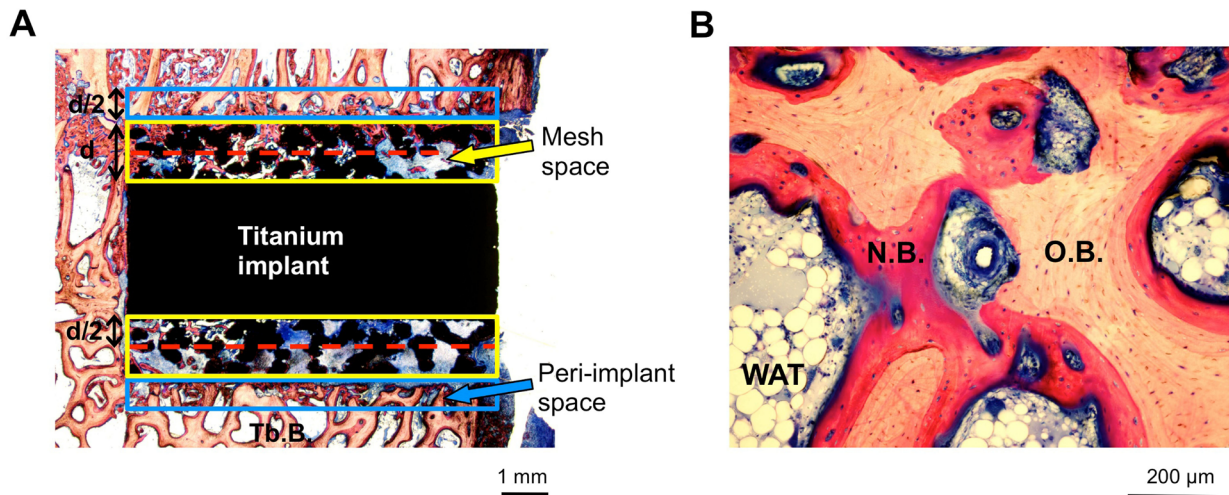 A
d/2
d
Mesh
space
Titanium
implant
d/2
Peri-implant
space
Tb.B.
1 mm
B
N.B.
O.B.
WAT
200 µm